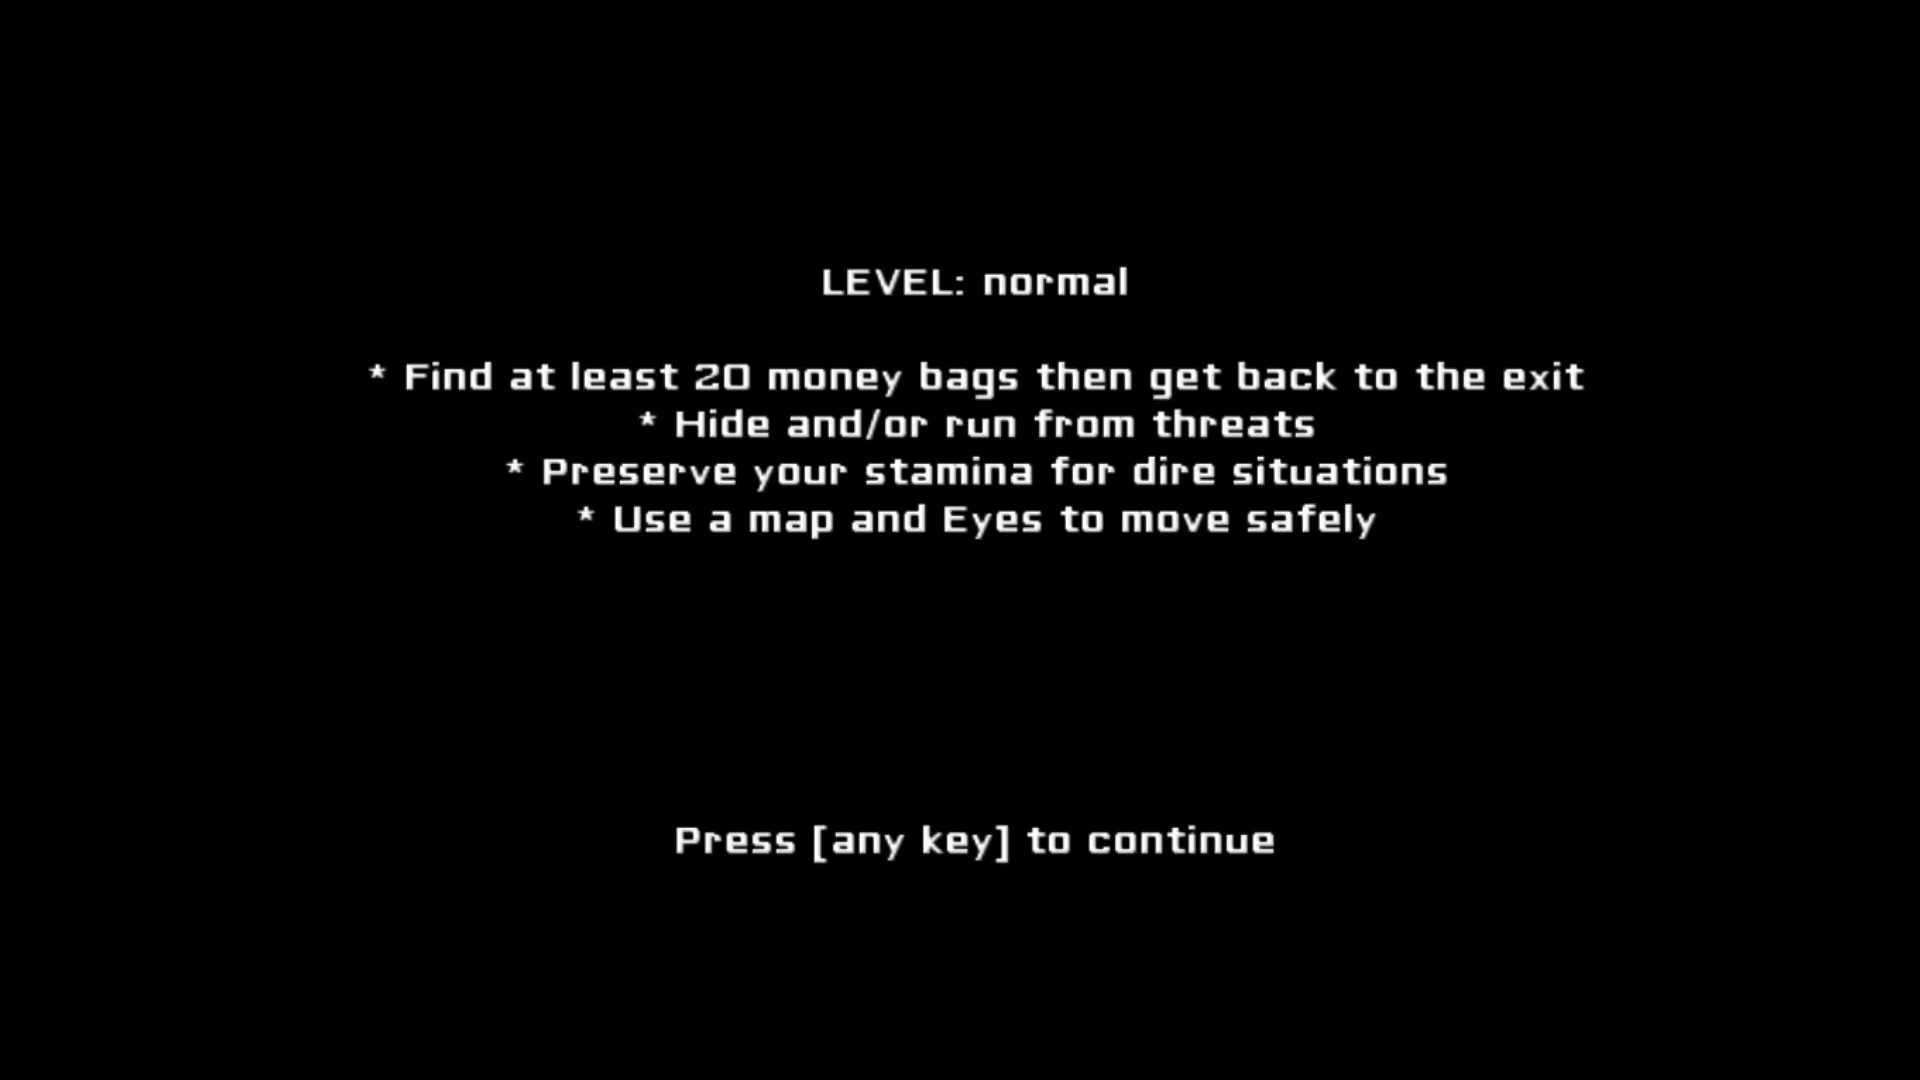 LEVEL: normal
* Find at least 20 money bags then get back to the exit
* Hide and/or run from threats
* Preserve your stamina for dire situations
* Use a map and Eyes to move safely
Press [any key] to continue